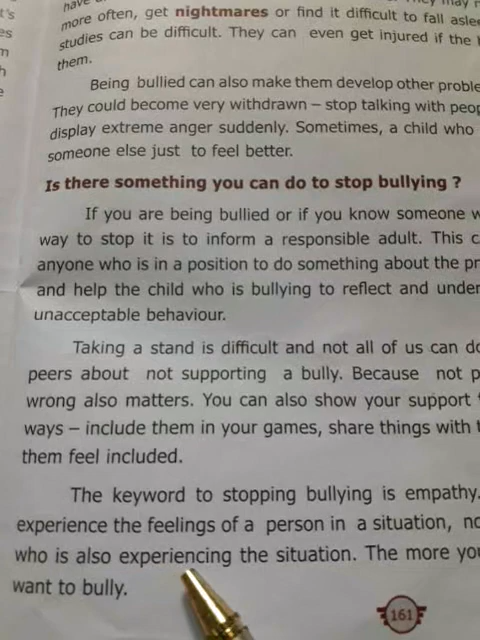 t's
es
m
h
e
have
more often, get nightmares or find it difficult to fall aslee
studies can be difficult. They can even get injured if the
them.
Being bullied can also make them develop other proble
They could become very withdrawn – stop talking with peop
display extreme anger suddenly. Sometimes, a child who
someone else just to feel better.
Is there something you can do to stop bullying ?
If you are being bullied or if you know someone w
way to stop it is to inform a responsible adult. This c
anyone who is in a position to do something about the pr
and help the child who is bullying to reflect and under
unacceptable behaviour.
Taking a stand is difficult and not all of us can do
peers about not supporting a bully. Because not p
wrong also matters. You can also show your support
ways – include them in your games, share things with t
them feel included.
The keyword to stopping bullying is empathy.
experience the feelings of a person in a situation, no
who is also experiencing the situation. The more you
want to bully.
161